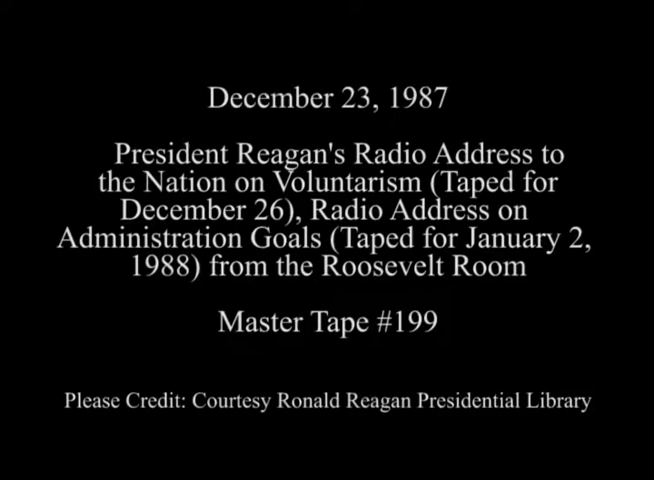 December 23, 1987
President Reagan's Radio Address to
the Nation on Voluntarism (Taped for
December 26), Radio Address on
Administration Goals (Taped for January 2,
1988) from the Roosevelt Room
Master Tape #199
Please Credit: Courtesy Ronald Reagan Presidential Library